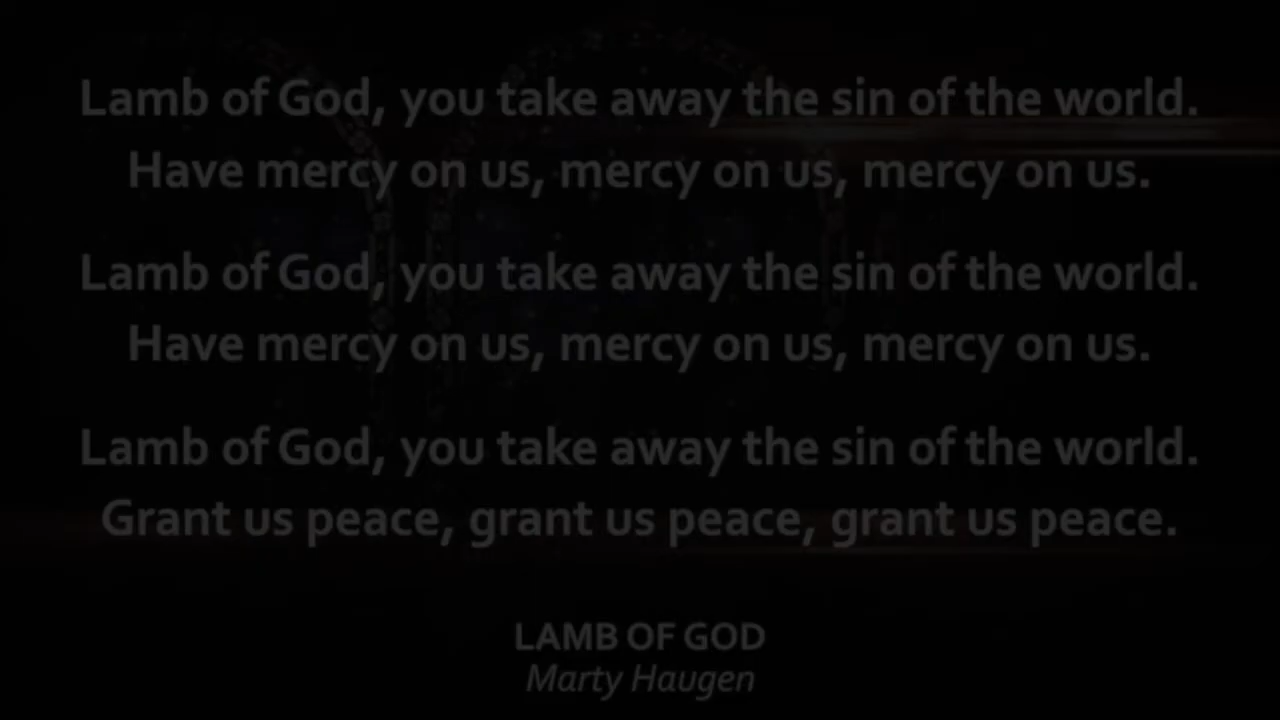 Lamb of God, you take away the sin of the world.
Have mercy on us, mercy on us, mercy on us.
Lamb of God, you take away the sin of the world.
Have mercy on us, mercy on us, mercy on us.
Lamb of God, you take away the sin of the world.
Grant us peace, grant us peace, grant us peace.
LAMB OF GOD
Marty Haugen